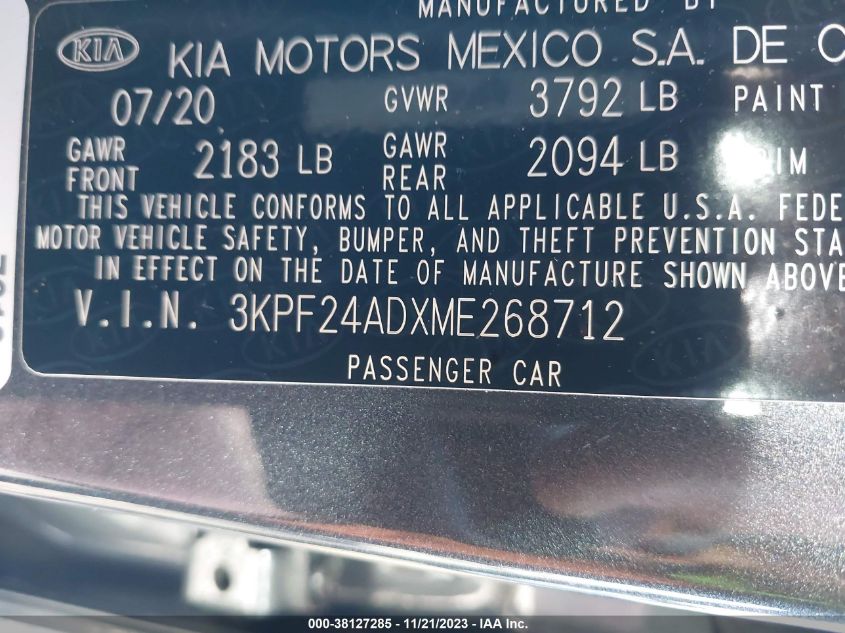 MANUFACTURED BY
KIA KIA MOTORS MEXICO S.A. DE C
07/20 GVWR 3792 LB PAINT
GAWR FRONT 2183 LB GAWR REAR 2094 LB
THIS VEHICLE CONFORMS TO ALL APPLICABLE U.S.A. FEDE
MOTOR VEHICLE SAFETY, BUMPER, AND THEFT PREVENTION STA
IN EFFECT ON THE DATE OF MANUFACTURE SHOWN ABOVE
V.I.N. 3KPF24ADXME268712
PASSENGER CAR
000-38127285 - 11/21/2023 - IAA Inc.